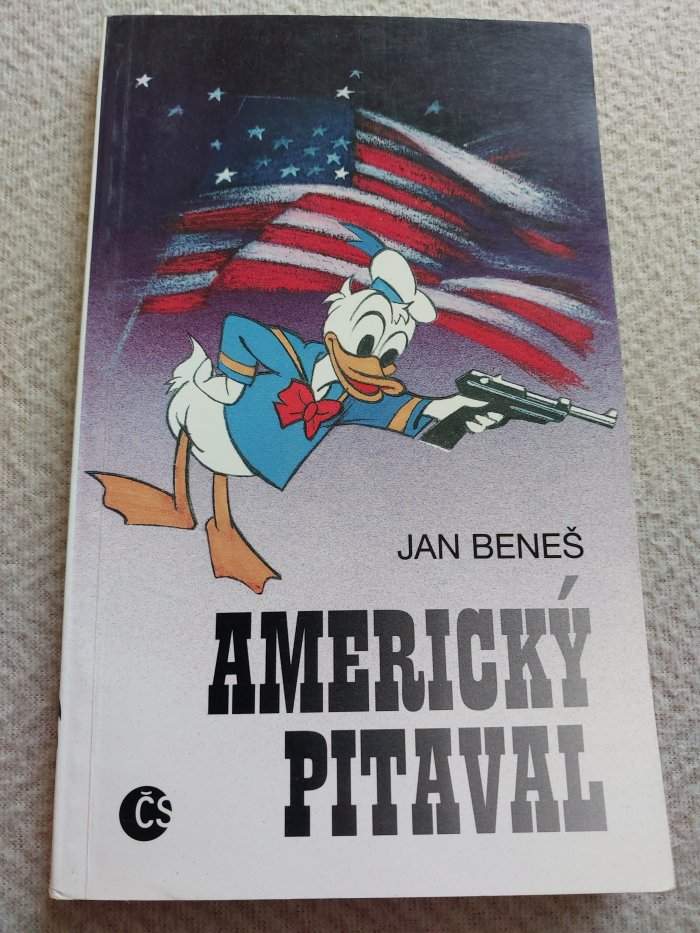 JAN BENEŠ
AMERICKÝ
PITAVAL
ČS